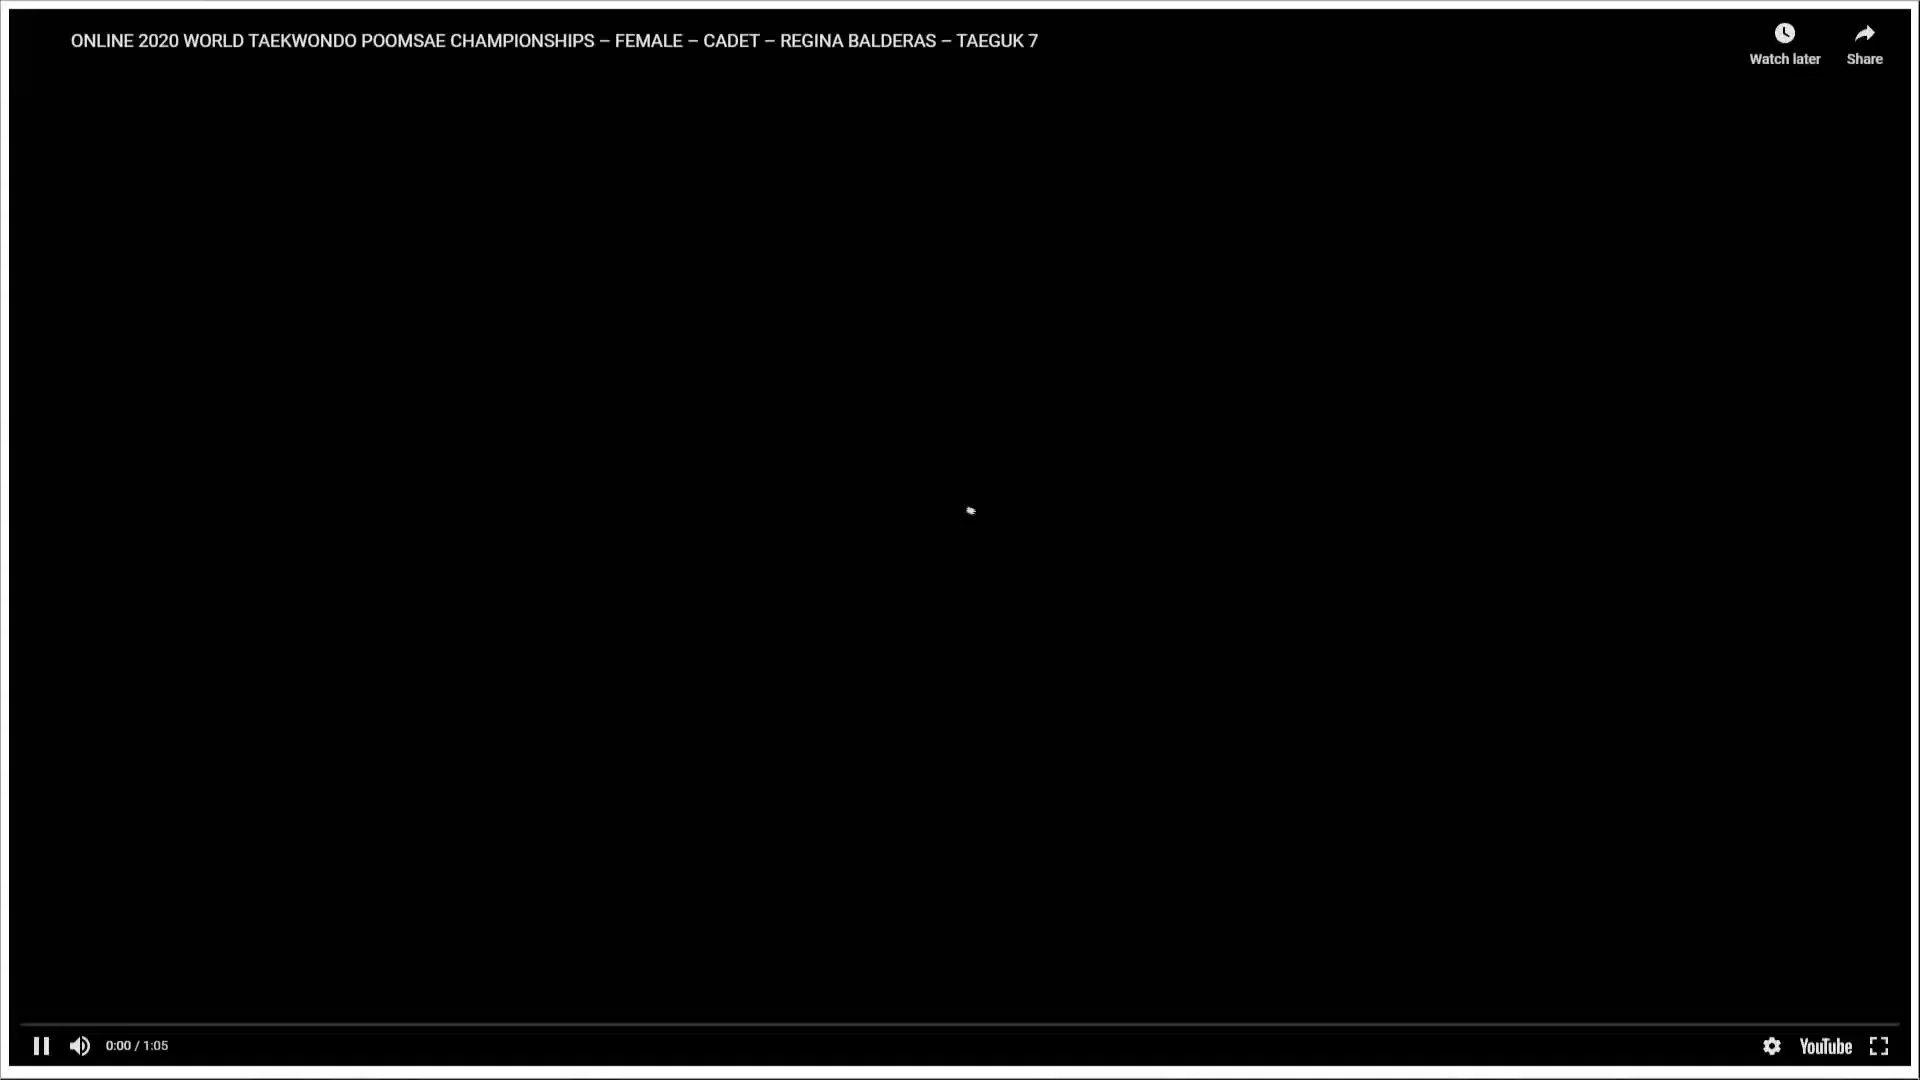 ONLINE 2020 WORLD TAEKWONDO POOMSAE CHAMPIONSHIPS – FEMALE – CADET – REGINA BALDERAS – TAEGUK 7
Watch later
Share
0:00 / 1:05
YouTube